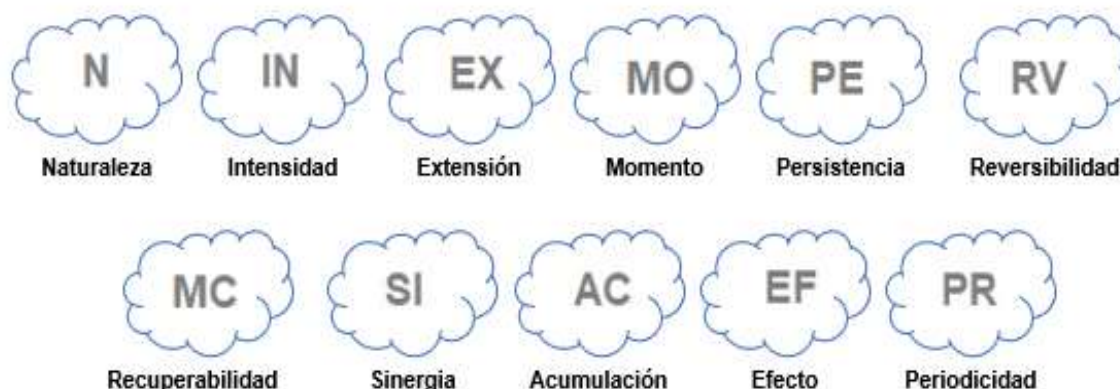 N IN EX MO PE RV
Naturaleza Intensidad Extensión Momento Persistencia Reversibilidad
MC SI AC EF PR
Recuperabilidad Sinergia Acumulación Efecto Periodicidad